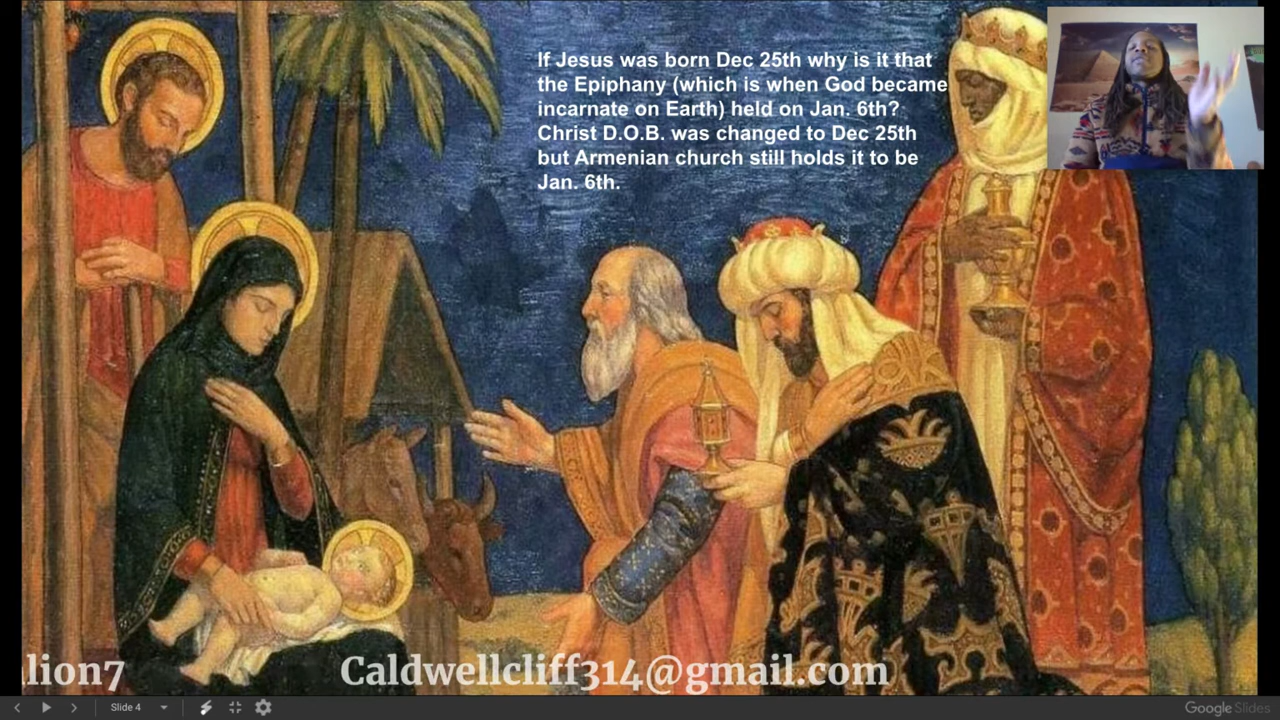 If Jesus was born Dec 25th why is it that
the Epiphany (which is when God became
incarnate on Earth) held on Jan. 6th?
Christ D.O.B. was changed to Dec 25th
but Armenian church still holds it to be
Jan. 6th.
lion7 Caldwellcliff314@gmail.com
Slide 4
Google Slides